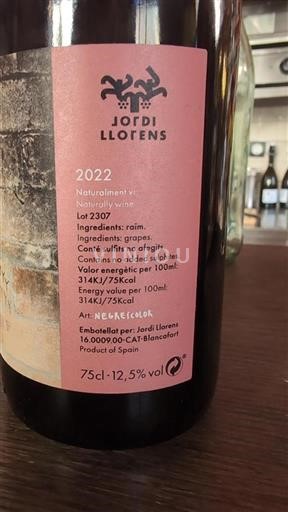 JORDI
LLORENS
2022
Naturalment vi
Naturally wine
Lot 2307
Ingredients: raïm.
Ingredients: grapes.
Conté sulfits no afegits
Contains no added sulphites
Valor energètic per 100ml:
314KJ/75Kcal
Energy value per 100ml:
314KJ/75Kcal
Art: NEGRESCOLOR
Embotellat per: Jordi Llorens
16.0009.00-CAT-Blancafort
Product of Spain
75cl·12,5% vol